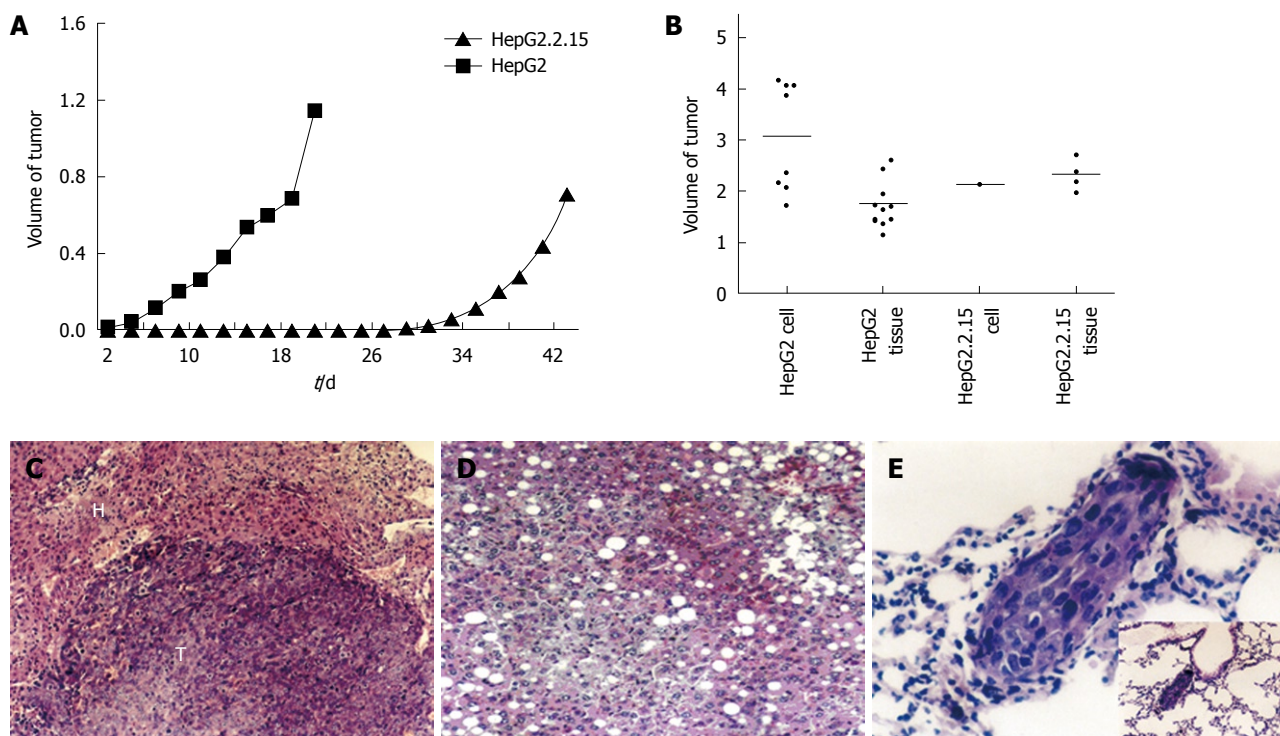 A
Volume of tumor
1.6
1.2
0.8
0.4
0.0
2
10
18
26
34
42
t/d
HepG2.2.15
HepG2
B
Volume of tumor
5
4
3
2
1
0
HepG2 cell
HepG2
tissue
HepG2.2.15
cell
HepG2.2.15
tissue
C
H
T
D
E